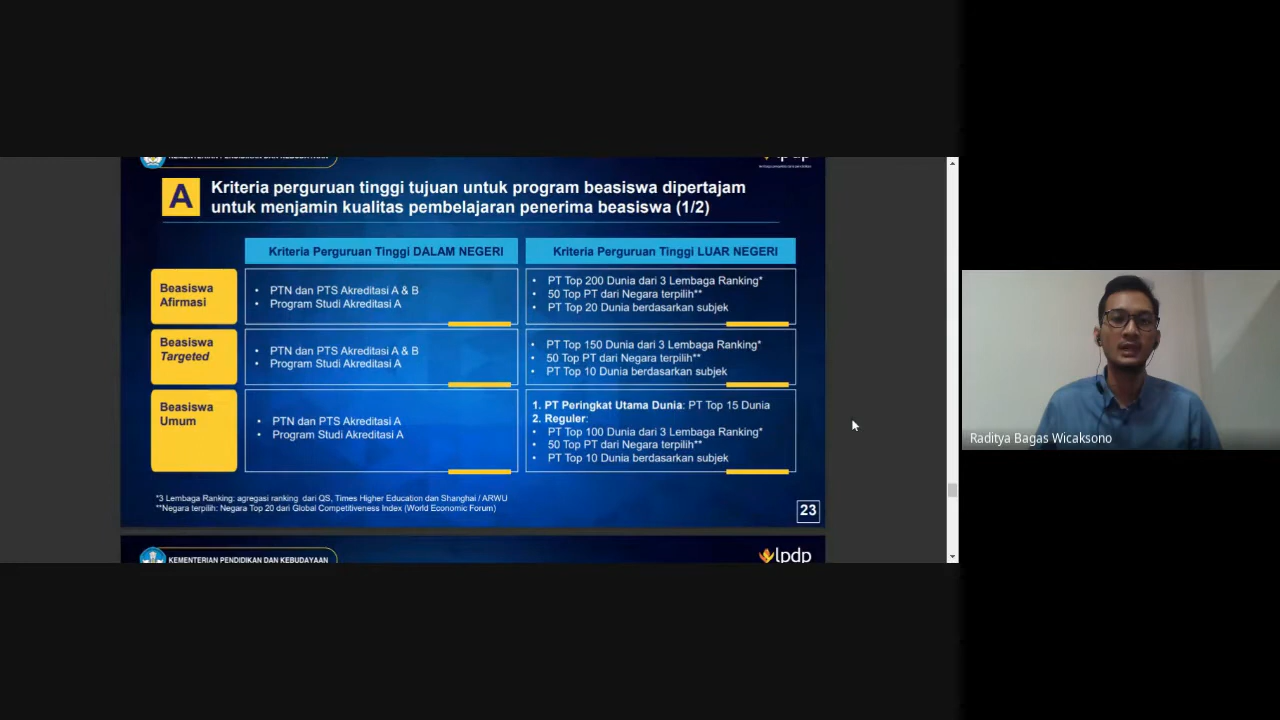 KEMENTERIAN PENDIDIKAN DAN KEBUDAYAAN
lpdp
A
Kriteria perguruan tinggi tujuan untuk program beasiswa dipertajam
untuk menjamin kualitas pembelajaran penerima beasiswa (1/2)
Kriteria Perguruan Tinggi DALAM NEGERI
Kriteria Perguruan Tinggi LUAR NEGERI
Beasiswa
Afirmasi
• PTN dan PTS Akreditasi A & B
• Program Studi Akreditasi A
• PT Top 200 Dunia dari 3 Lembaga Ranking*
• 50 Top PT dari Negara terpilih**
• PT Top 20 Dunia berdasarkan subjek
Beasiswa
Targeted
• PTN dan PTS Akreditasi A & B
• Program Studi Akreditasi A
• PT Top 150 Dunia dari 3 Lembaga Ranking*
• 50 Top PT dari Negara terpilih**
• PT Top 10 Dunia berdasarkan subjek
Beasiswa
Umum
• PTN dan PTS Akreditasi A
• Program Studi Akreditasi A
1. PT Peringkat Utama Dunia: PT Top 15 Dunia
2. Reguler:
• PT Top 100 Dunia dari 3 Lembaga Ranking*
• 50 Top PT dari Negara terpilih**
• PT Top 10 Dunia berdasarkan subjek
*3 Lembaga Ranking: agregasi ranking dari QS, Times Higher Education dan Shanghai / ARWU
**Negara terpilih: Negara Top 20 dari Global Competitiveness Index (World Economic Forum)
23
KEMENTERIAN PENDIDIKAN DAN KEBUDAYAAN
lpdp
Raditya Bagas Wicaksono